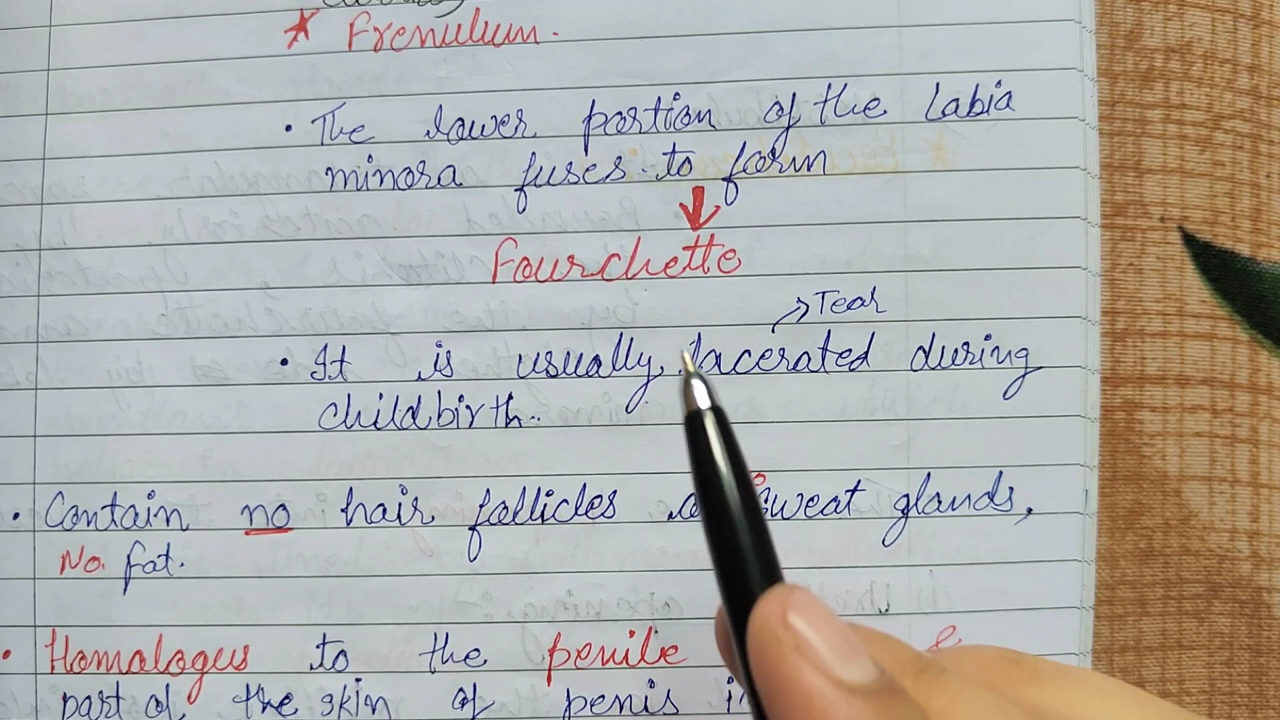 * Frenulum.
• The lower portion of the Labia
minora fuses to form
↓
Fourchette
→ Tear
• It is usually lacerated during
childbirth.
• Contain no hair follicles sweat glands,
No fat.
• Homologus to the penile &
part of the skin of penis